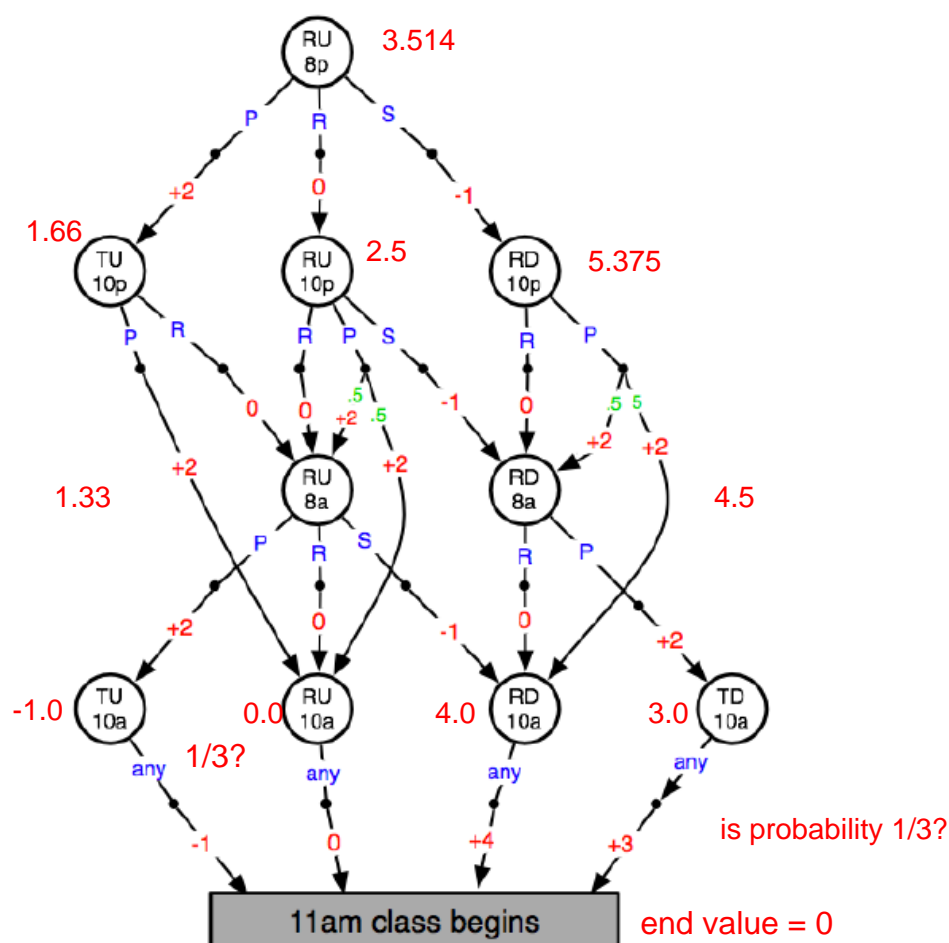 RU
8p
3.514
P
R
S
+2
0
-1
1.66
TU
10p
RU
10p
2.5
RD
10p
5.375
P
R
R
P
S
R
P
.5
.5
.5
5
0
0
+2
-1
0
+2
+2
+2
+2
1.33
RU
8a
RD
8a
4.5
P
R
S
R
P
+2
0
-1
0
+2
-1.0
TU
10a
0.0
RU
10a
4.0
RD
10a
3.0
TD
10a
1/3?
any
any
any
any
-1
0
+4
+3
is probability 1/3?
11am class begins
end value = 0